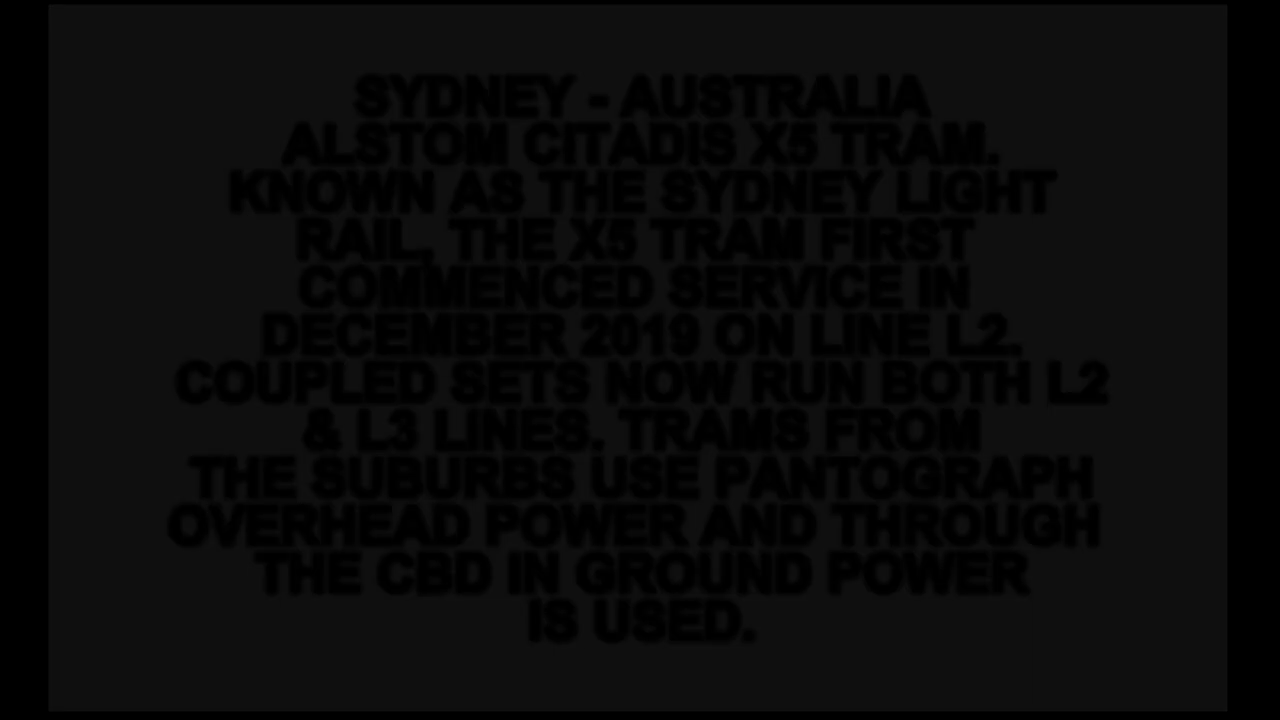 SYDNEY - AUSTRALIA
ALSTOM CITADIS X5 TRAM.
KNOWN AS THE SYDNEY LIGHT
RAIL, THE X5 TRAM FIRST
COMMENCED SERVICE IN
DECEMBER 2019 ON LINE L2.
COUPLED SETS NOW RUN BOTH L2
& L3 LINES. TRAMS FROM
THE SUBURBS USE PANTOGRAPH
OVERHEAD POWER AND THROUGH
THE CBD IN GROUND POWER
IS USED.